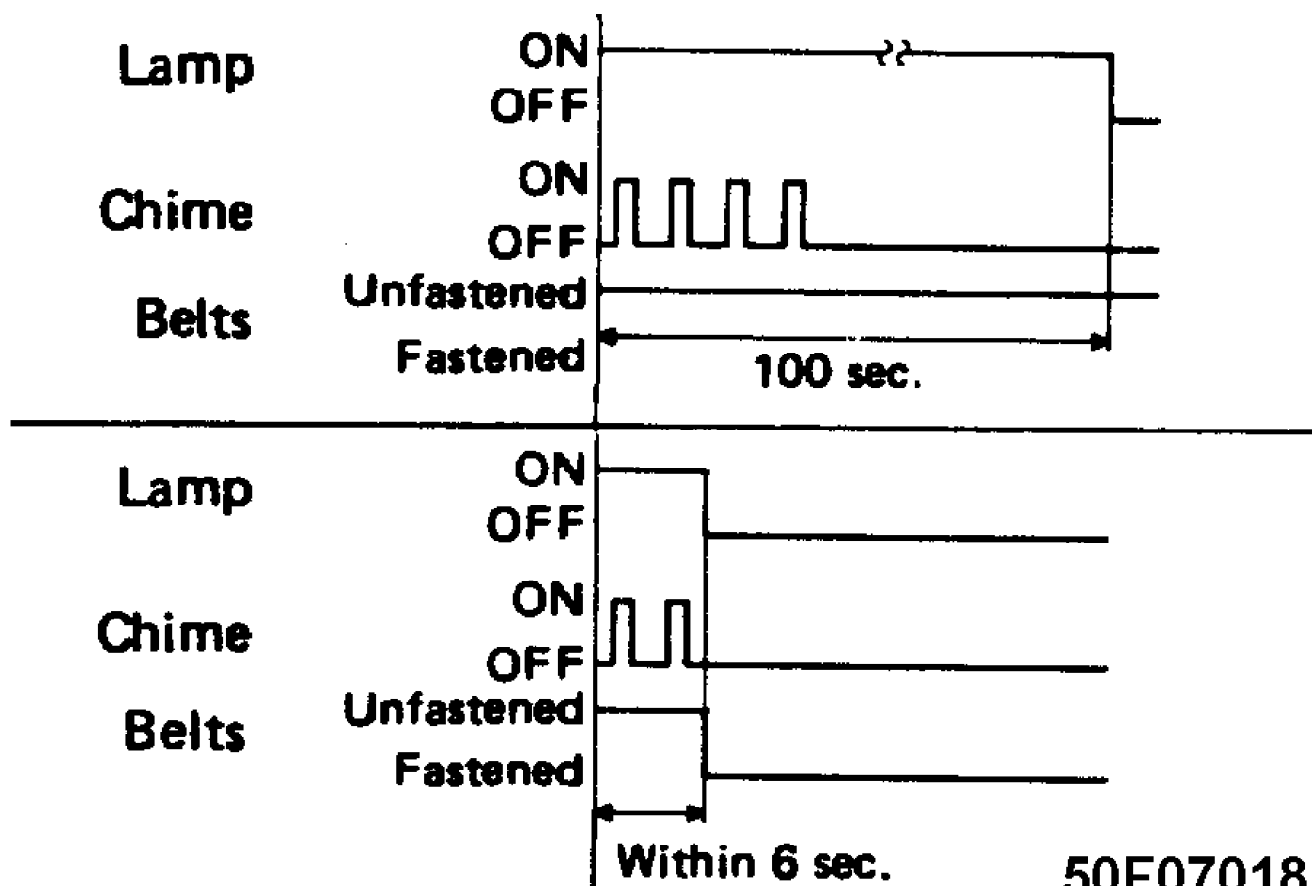 Lamp
ON
OFF
Chime
ON
OFF
Belts
Unfastened
Fastened
100 sec.
Lamp
ON
OFF
Chime
ON
OFF
Belts
Unfastened
Fastened
Within 6 sec.
50F07018